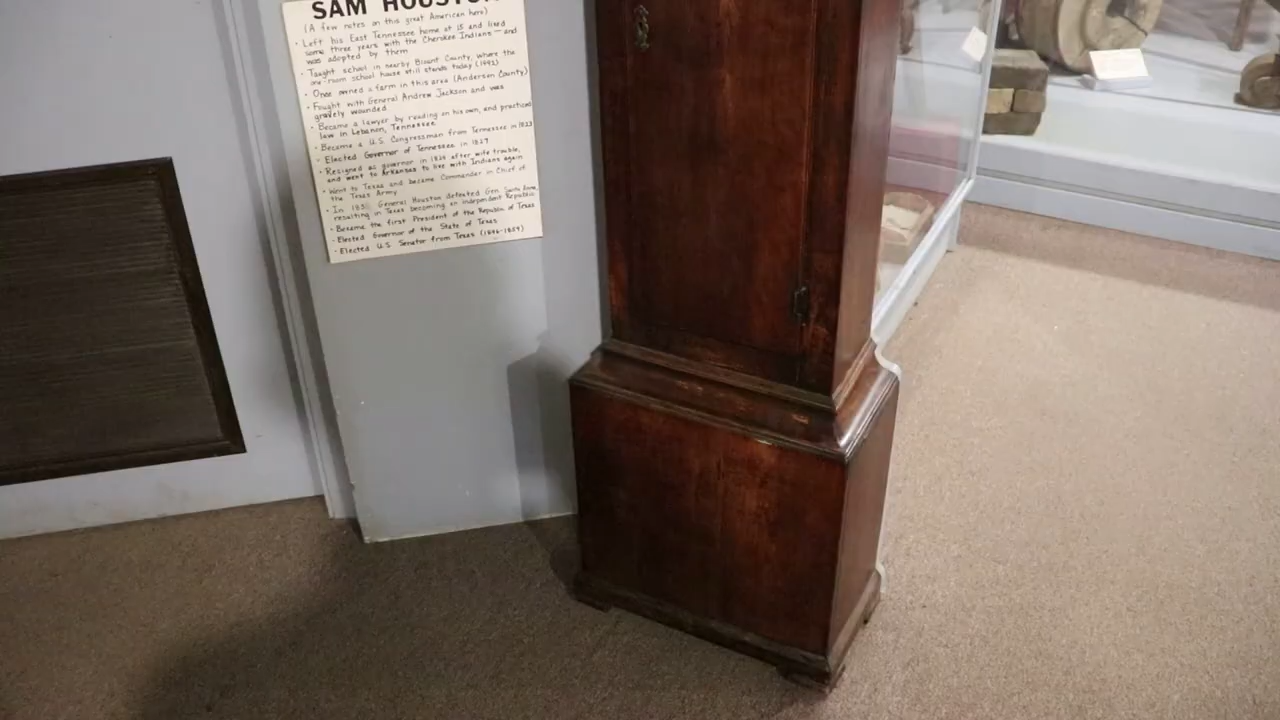 SAM HOUSTON
(A few notes on this great American hero)
• Left his East Tennessee home at 15 and lived
some three years with the Cherokee Indians — and
was adopted by them
• Taught school in nearby Blount County, where the
one-room school house still stands today (1992)
• Once owned a farm in this area (Anderson County)
• Fought with General Andrew Jackson and was
gravely wounded
• Became a lawyer by reading on his own, and practiced
law in Lebanon, Tennessee
• Became a U.S. Congressman from Tennessee in 1823
• Elected Governor of Tennessee in 1827
• Resigned as governor in 1829 after wife trouble,
and went to Arkansas to live with Indians again
• Went to Texas and became Commander in Chief of
the Texas Army
• In 1836 General Houston defeated Gen. Santa Anna,
resulting in Texas becoming an independent Republic
• Became the first President of the Republic of Texas
• Elected Governor of the State of Texas
• Elected U.S. Senator from Texas (1846-1859)